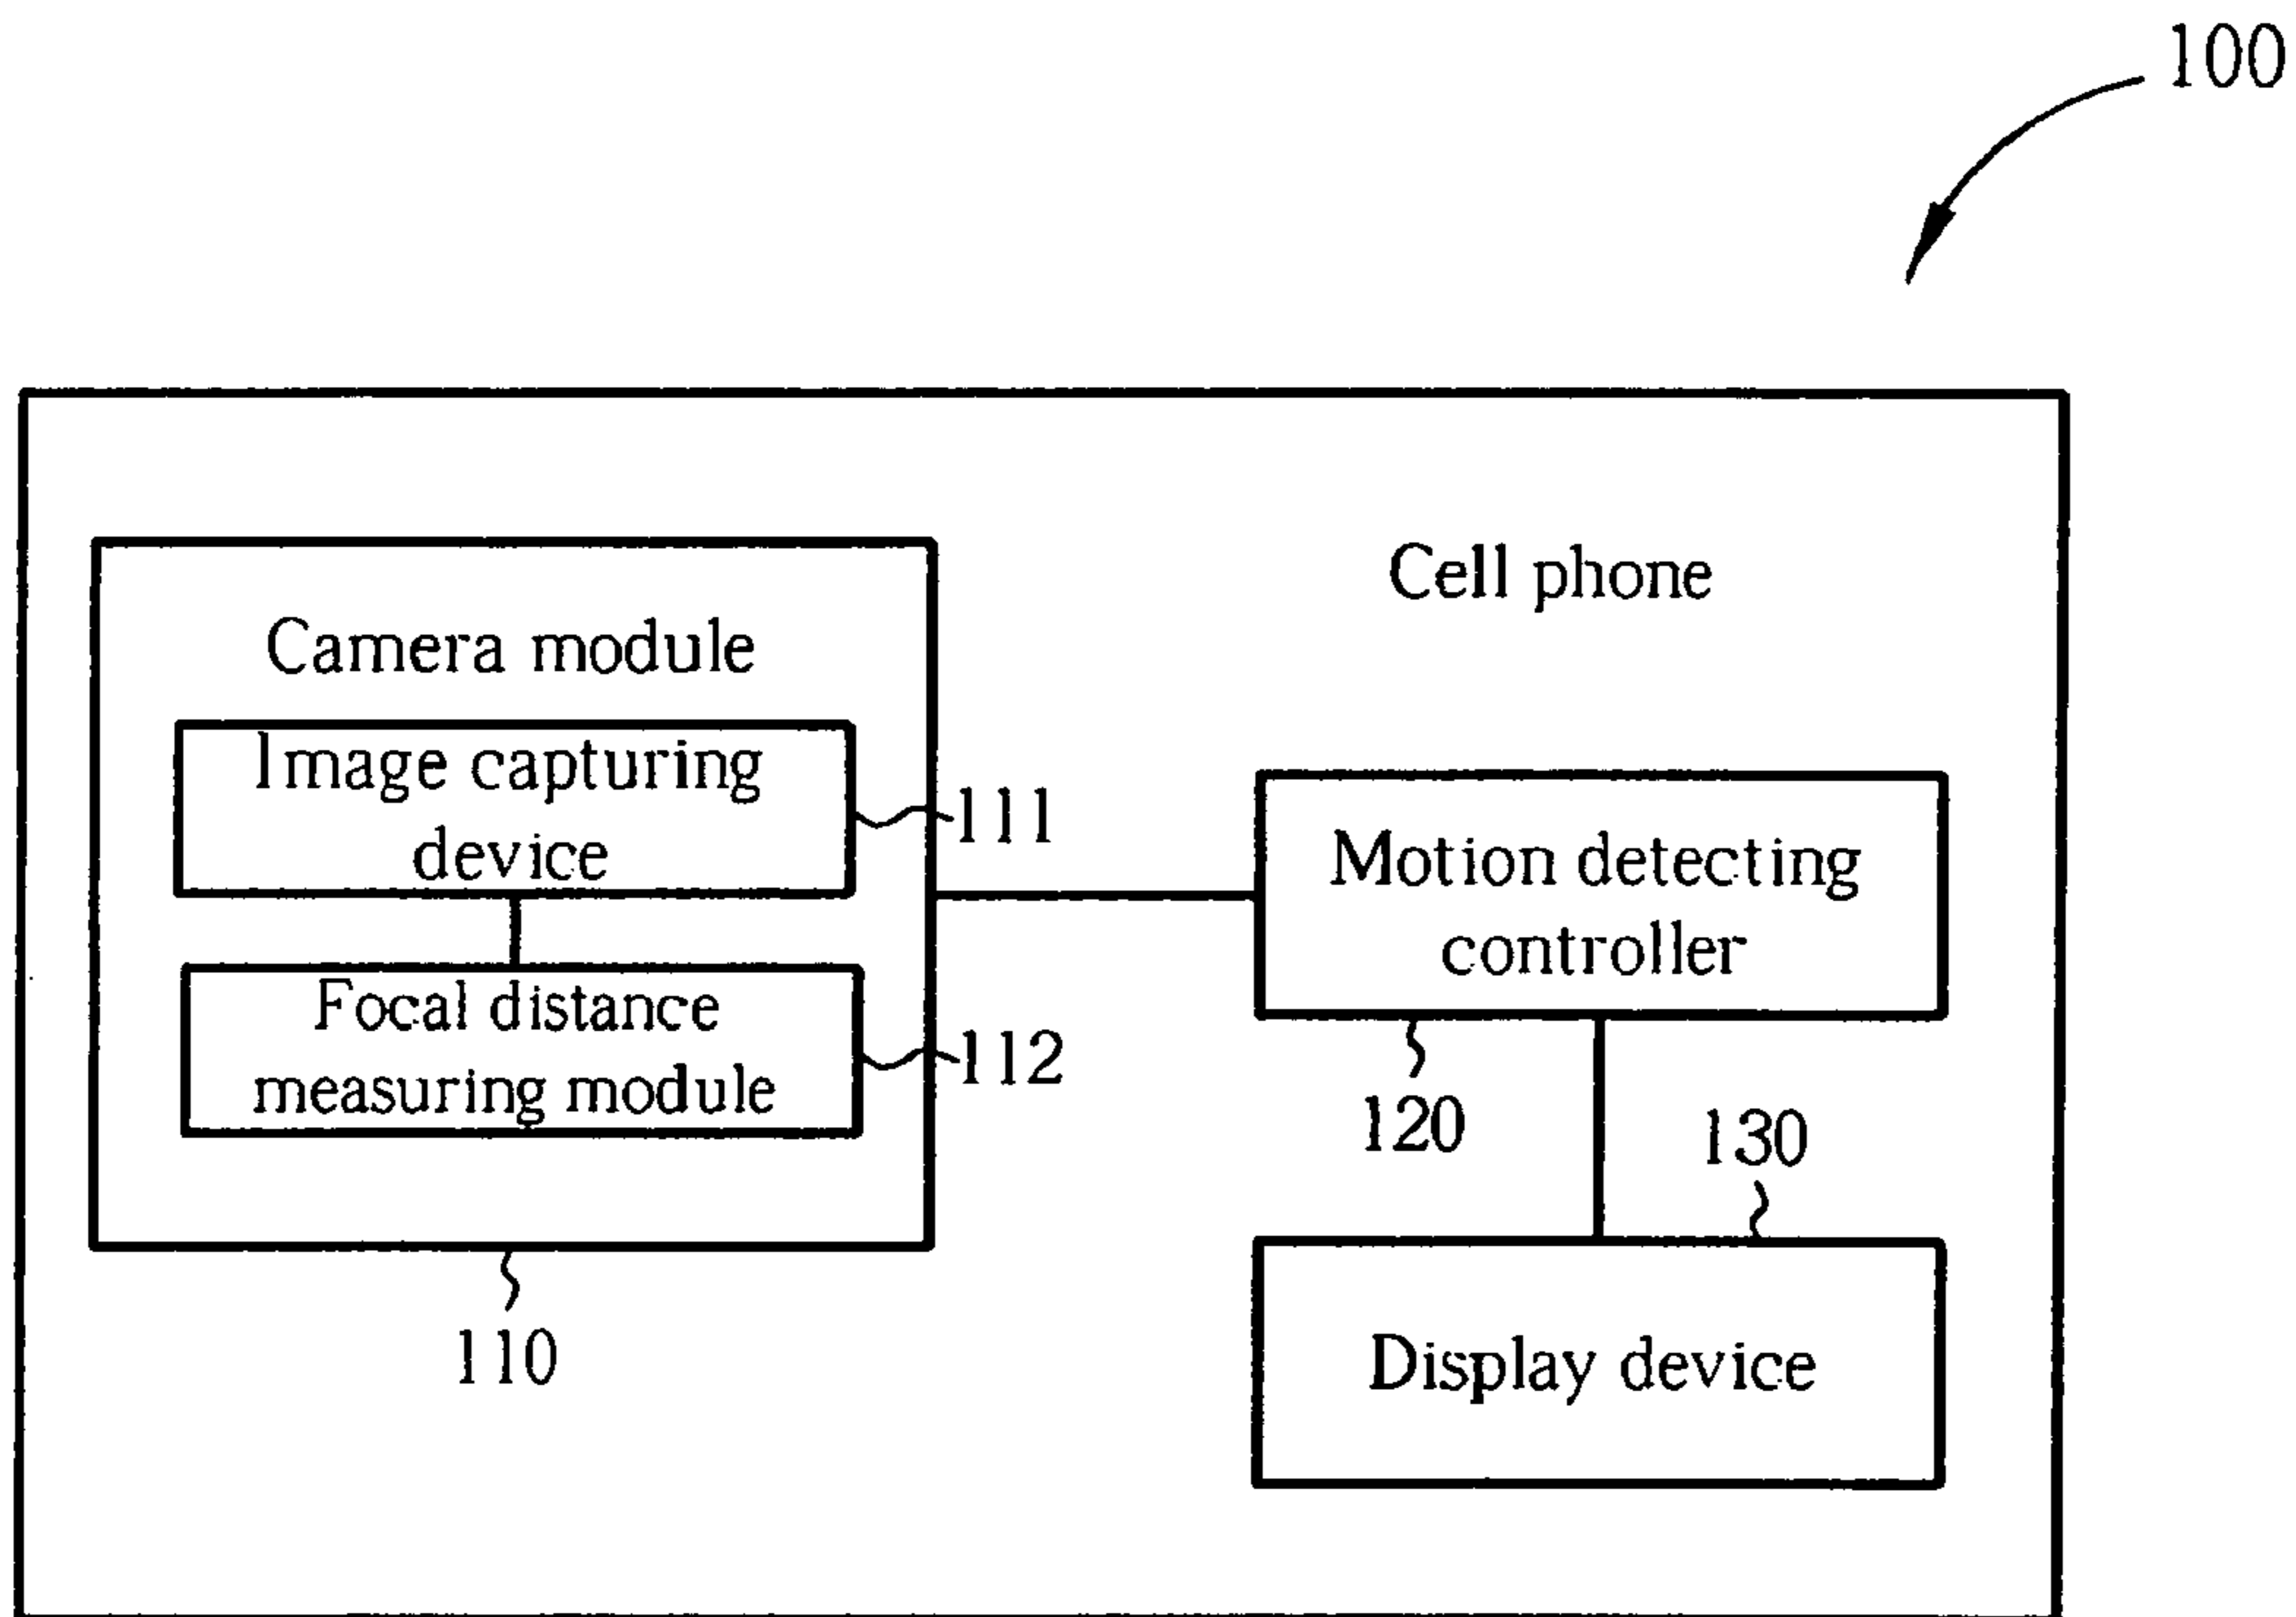 100
Cell phone
Camera module
Image capturing
device
111
Focal distance
measuring module
112
110
Motion detecting
controller
120
130
Display device